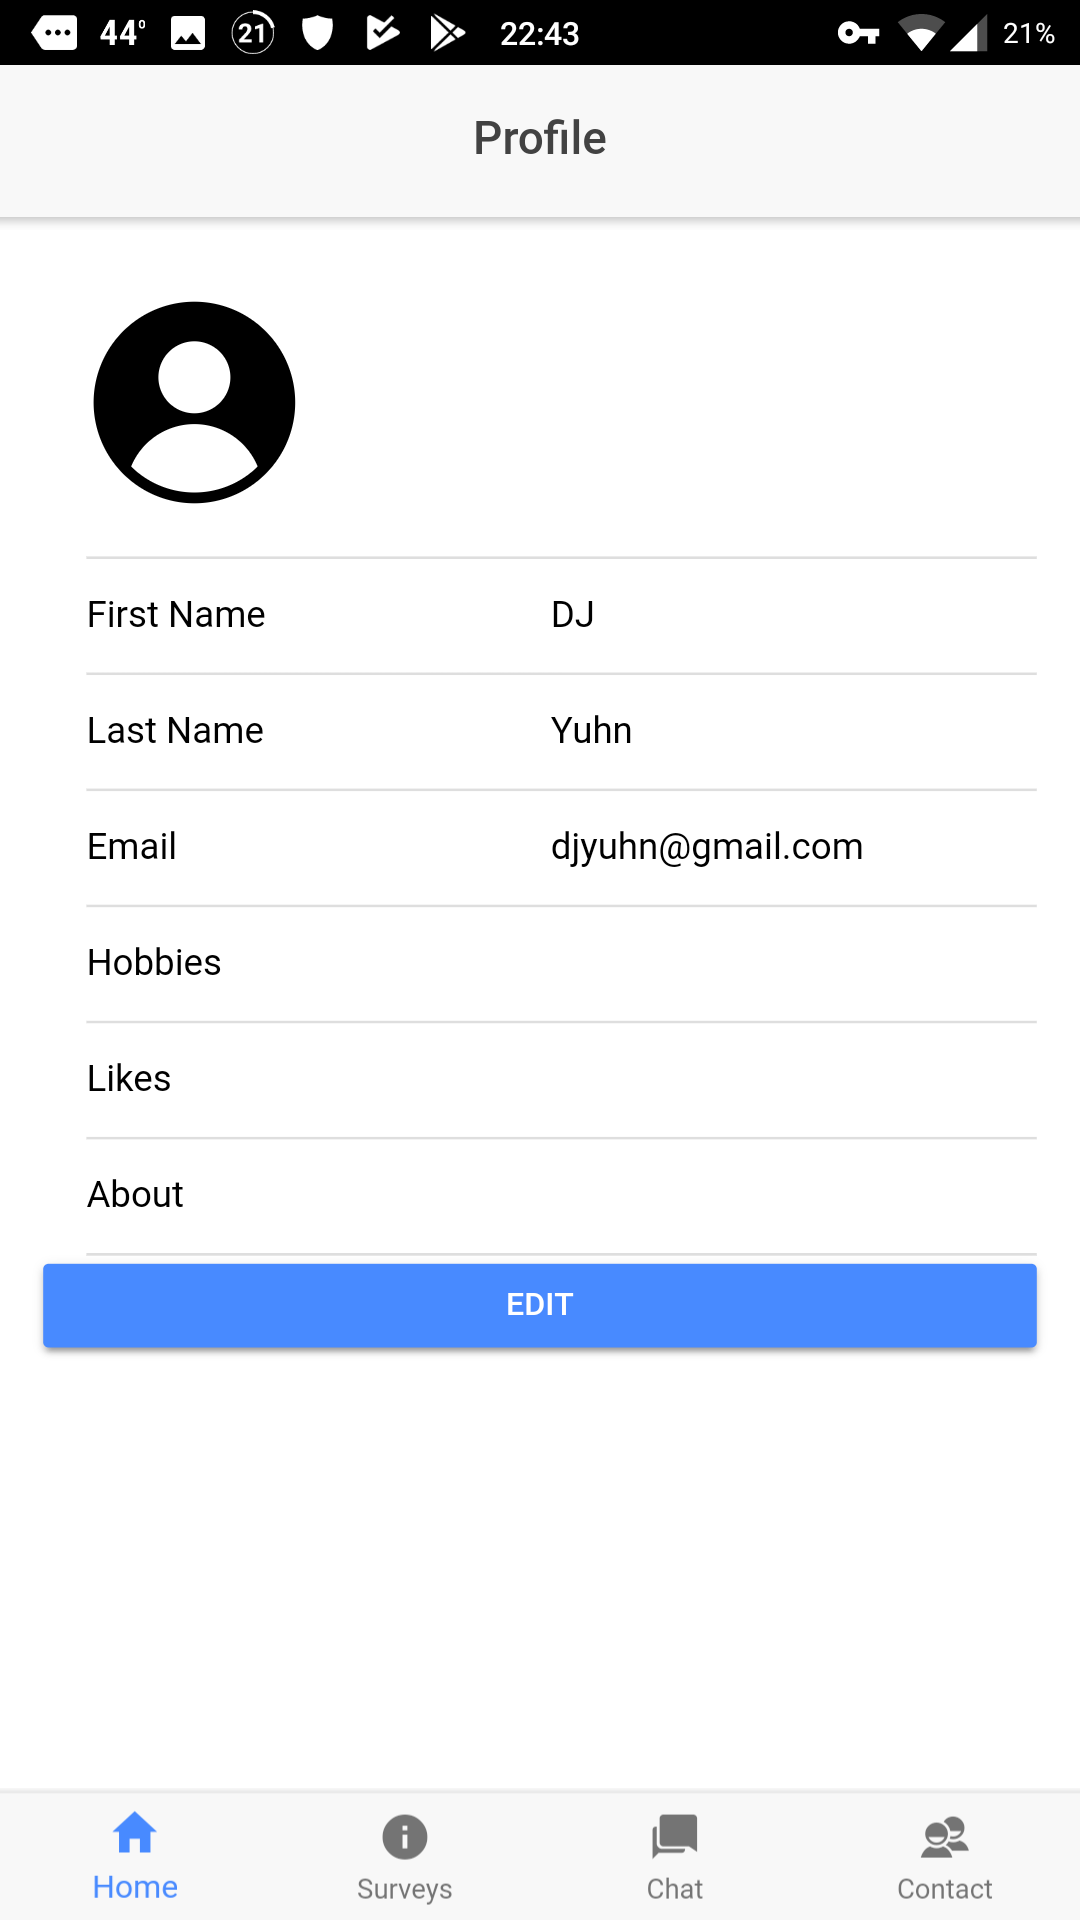 44° 21 22:43 21%
Profile
First Name DJ
Last Name Yuhn
Email djyuhn@gmail.com
Hobbies
Likes
About
EDIT
Home Surveys Chat Contact